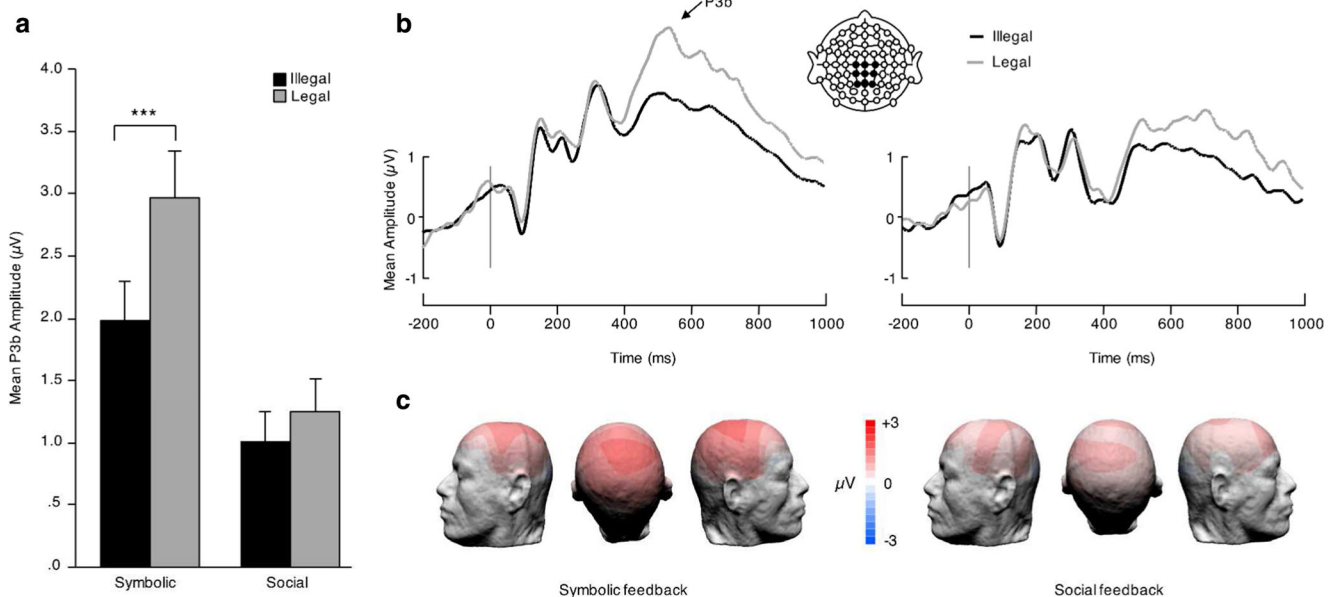 a
Mean P3b Amplitude (µV)
4.0
3.5
3.0
2.5
2.0
1.5
1.0
.5
.0
***
Illegal
Legal
Symbolic
Social
b
P3b
Illegal
Legal
Mean Amplitude (µV)
1
0
-1
-200 0 200 400 600 800 1000
Time (ms)
1
0
-1
-200 0 200 400 600 800 1000
Time (ms)
c
µV
+3
0
-3
Symbolic feedback
Social feedback